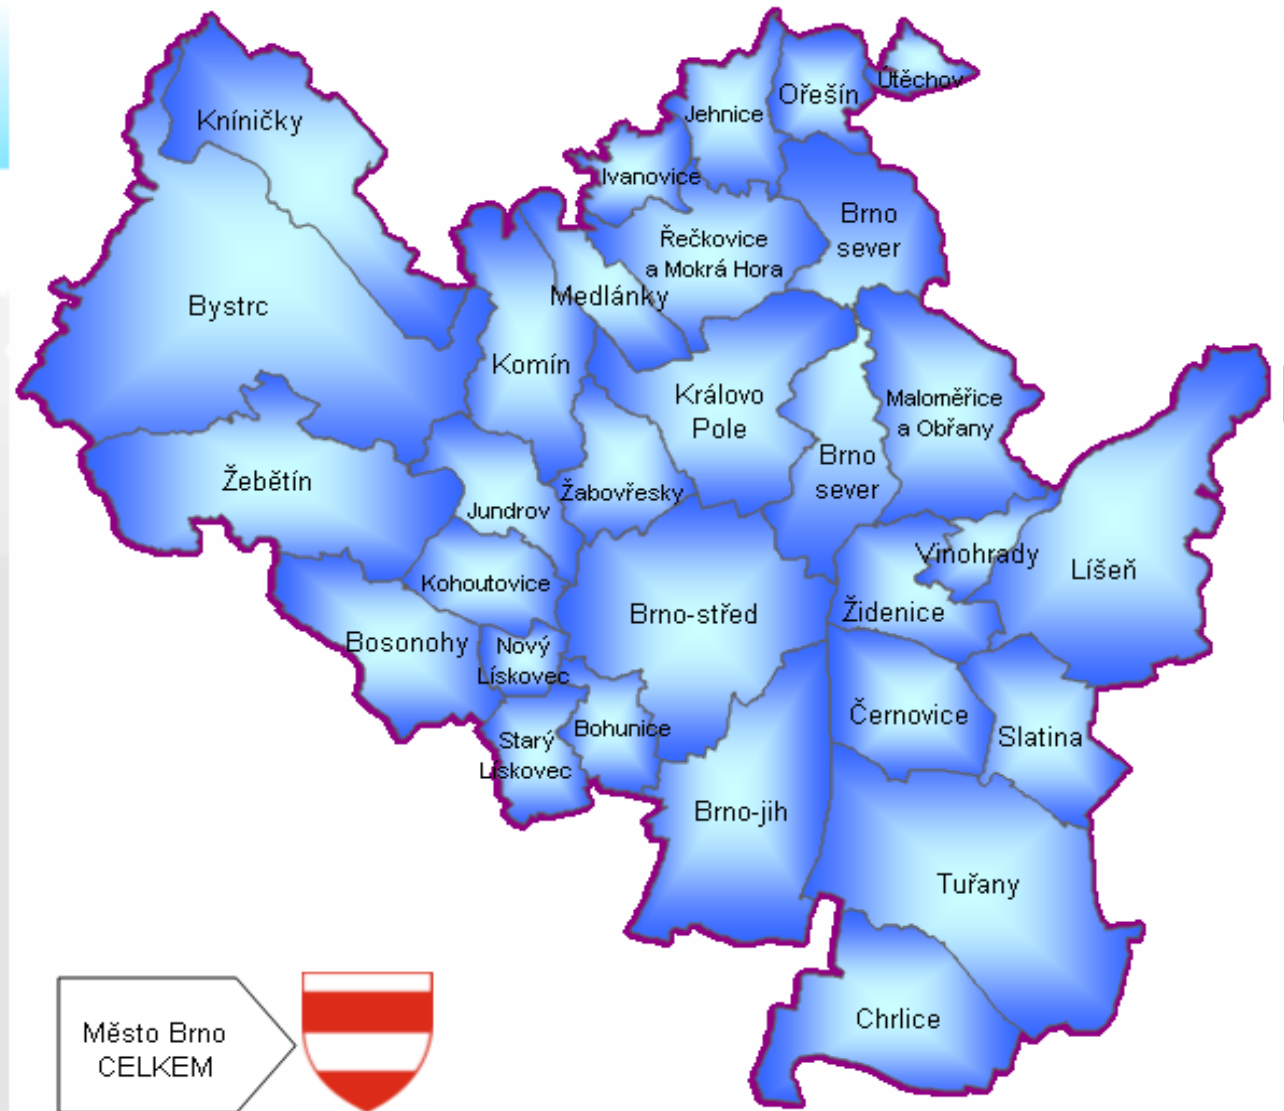 Útěchov
Ořešín
Jehnice
Kníničky
Ivanovice
Brno
sever
Řečkovice
a Mokrá Hora
Medlánky
Bystrc
Komín
Královo
Pole
Maloměřice
a Obřany
Brno
sever
Žebětín
Žabovřesky
Jundrov
Vinohrady
Líšeň
Kohoutovice
Židenice
Brno-střed
Bosonohy
Nový
Lískovec
Černovice
Bohunice
Slatina
Starý
Lískovec
Brno-jih
Tuřany
Chrlice
Město Brno
CELKEM